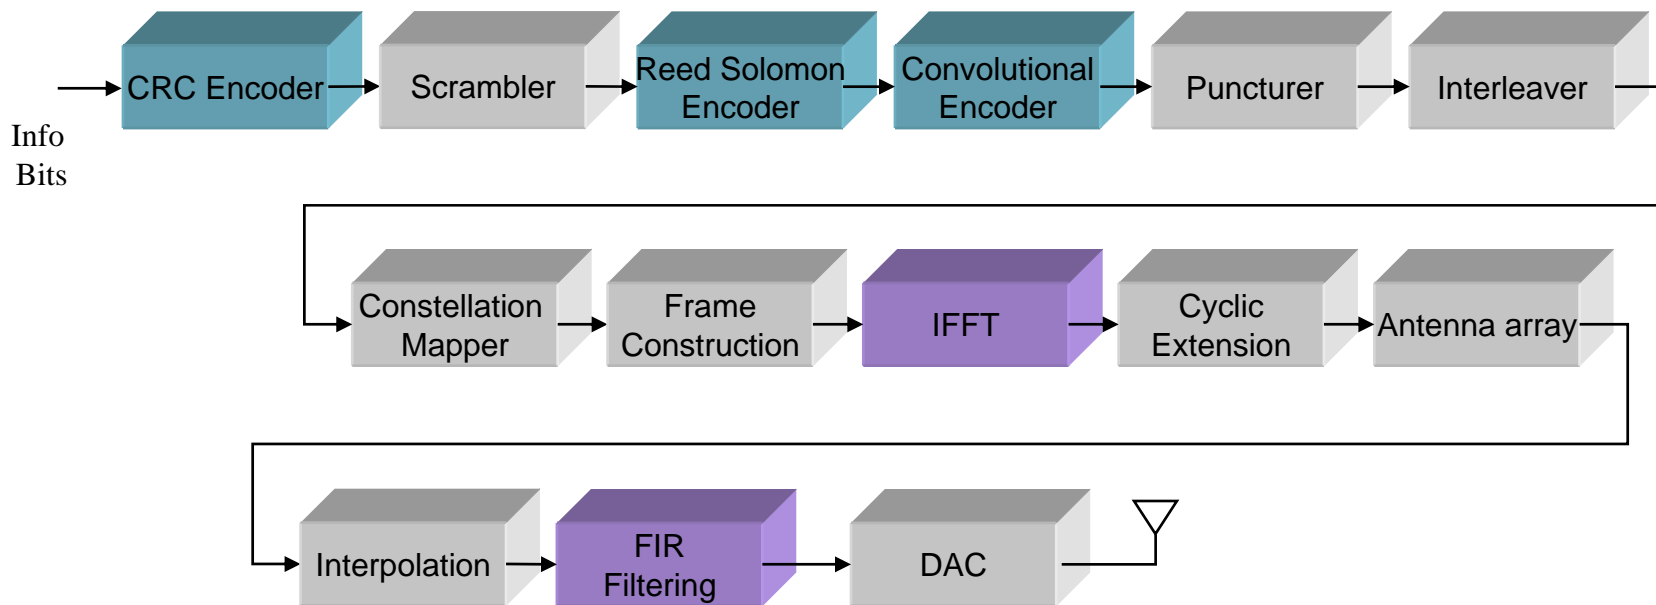 Info
Bits
CRC Encoder
Scrambler
Reed Solomon
Encoder
Convolutional
Encoder
Puncturer
Interleaver
Constellation
Mapper
Frame
Construction
IFFT
Cyclic
Extension
Antenna array
Interpolation
FIR
Filtering
DAC